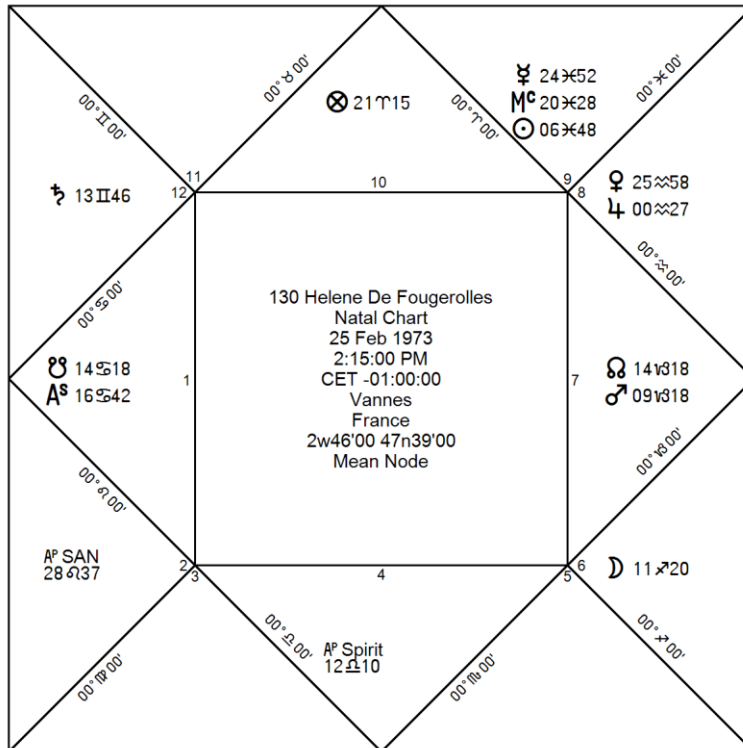 ☿ 24♓52
Mᶜ 20♓28
☉ 06♓48
00°♉00'
00°♓00'
00°♊00'
⊗ 21♈15
00°♈00'
11
12
10
9
8
♄ 13♊46
♀ 25♒58
♃ 00♒27
00°♋00'
00°♒00'
130 Helene De Fougerolles
Natal Chart
25 Feb 1973
2:15:00 PM
CET -01:00:00
Vannes
France
2w46'00 47n39'00
Mean Node
☋ 14♋18
Aˢ 16♋42
1
7
☊ 14♑18
♂ 09♑18
00°♌00'
00°♑00'
Aᴾ SAN
28♌37
2
3
4
6
5
☽ 11♐20
00°♍00'
00°♎00'
Aᴾ Spirit
12♎10
00°♏00'
00°♐00'